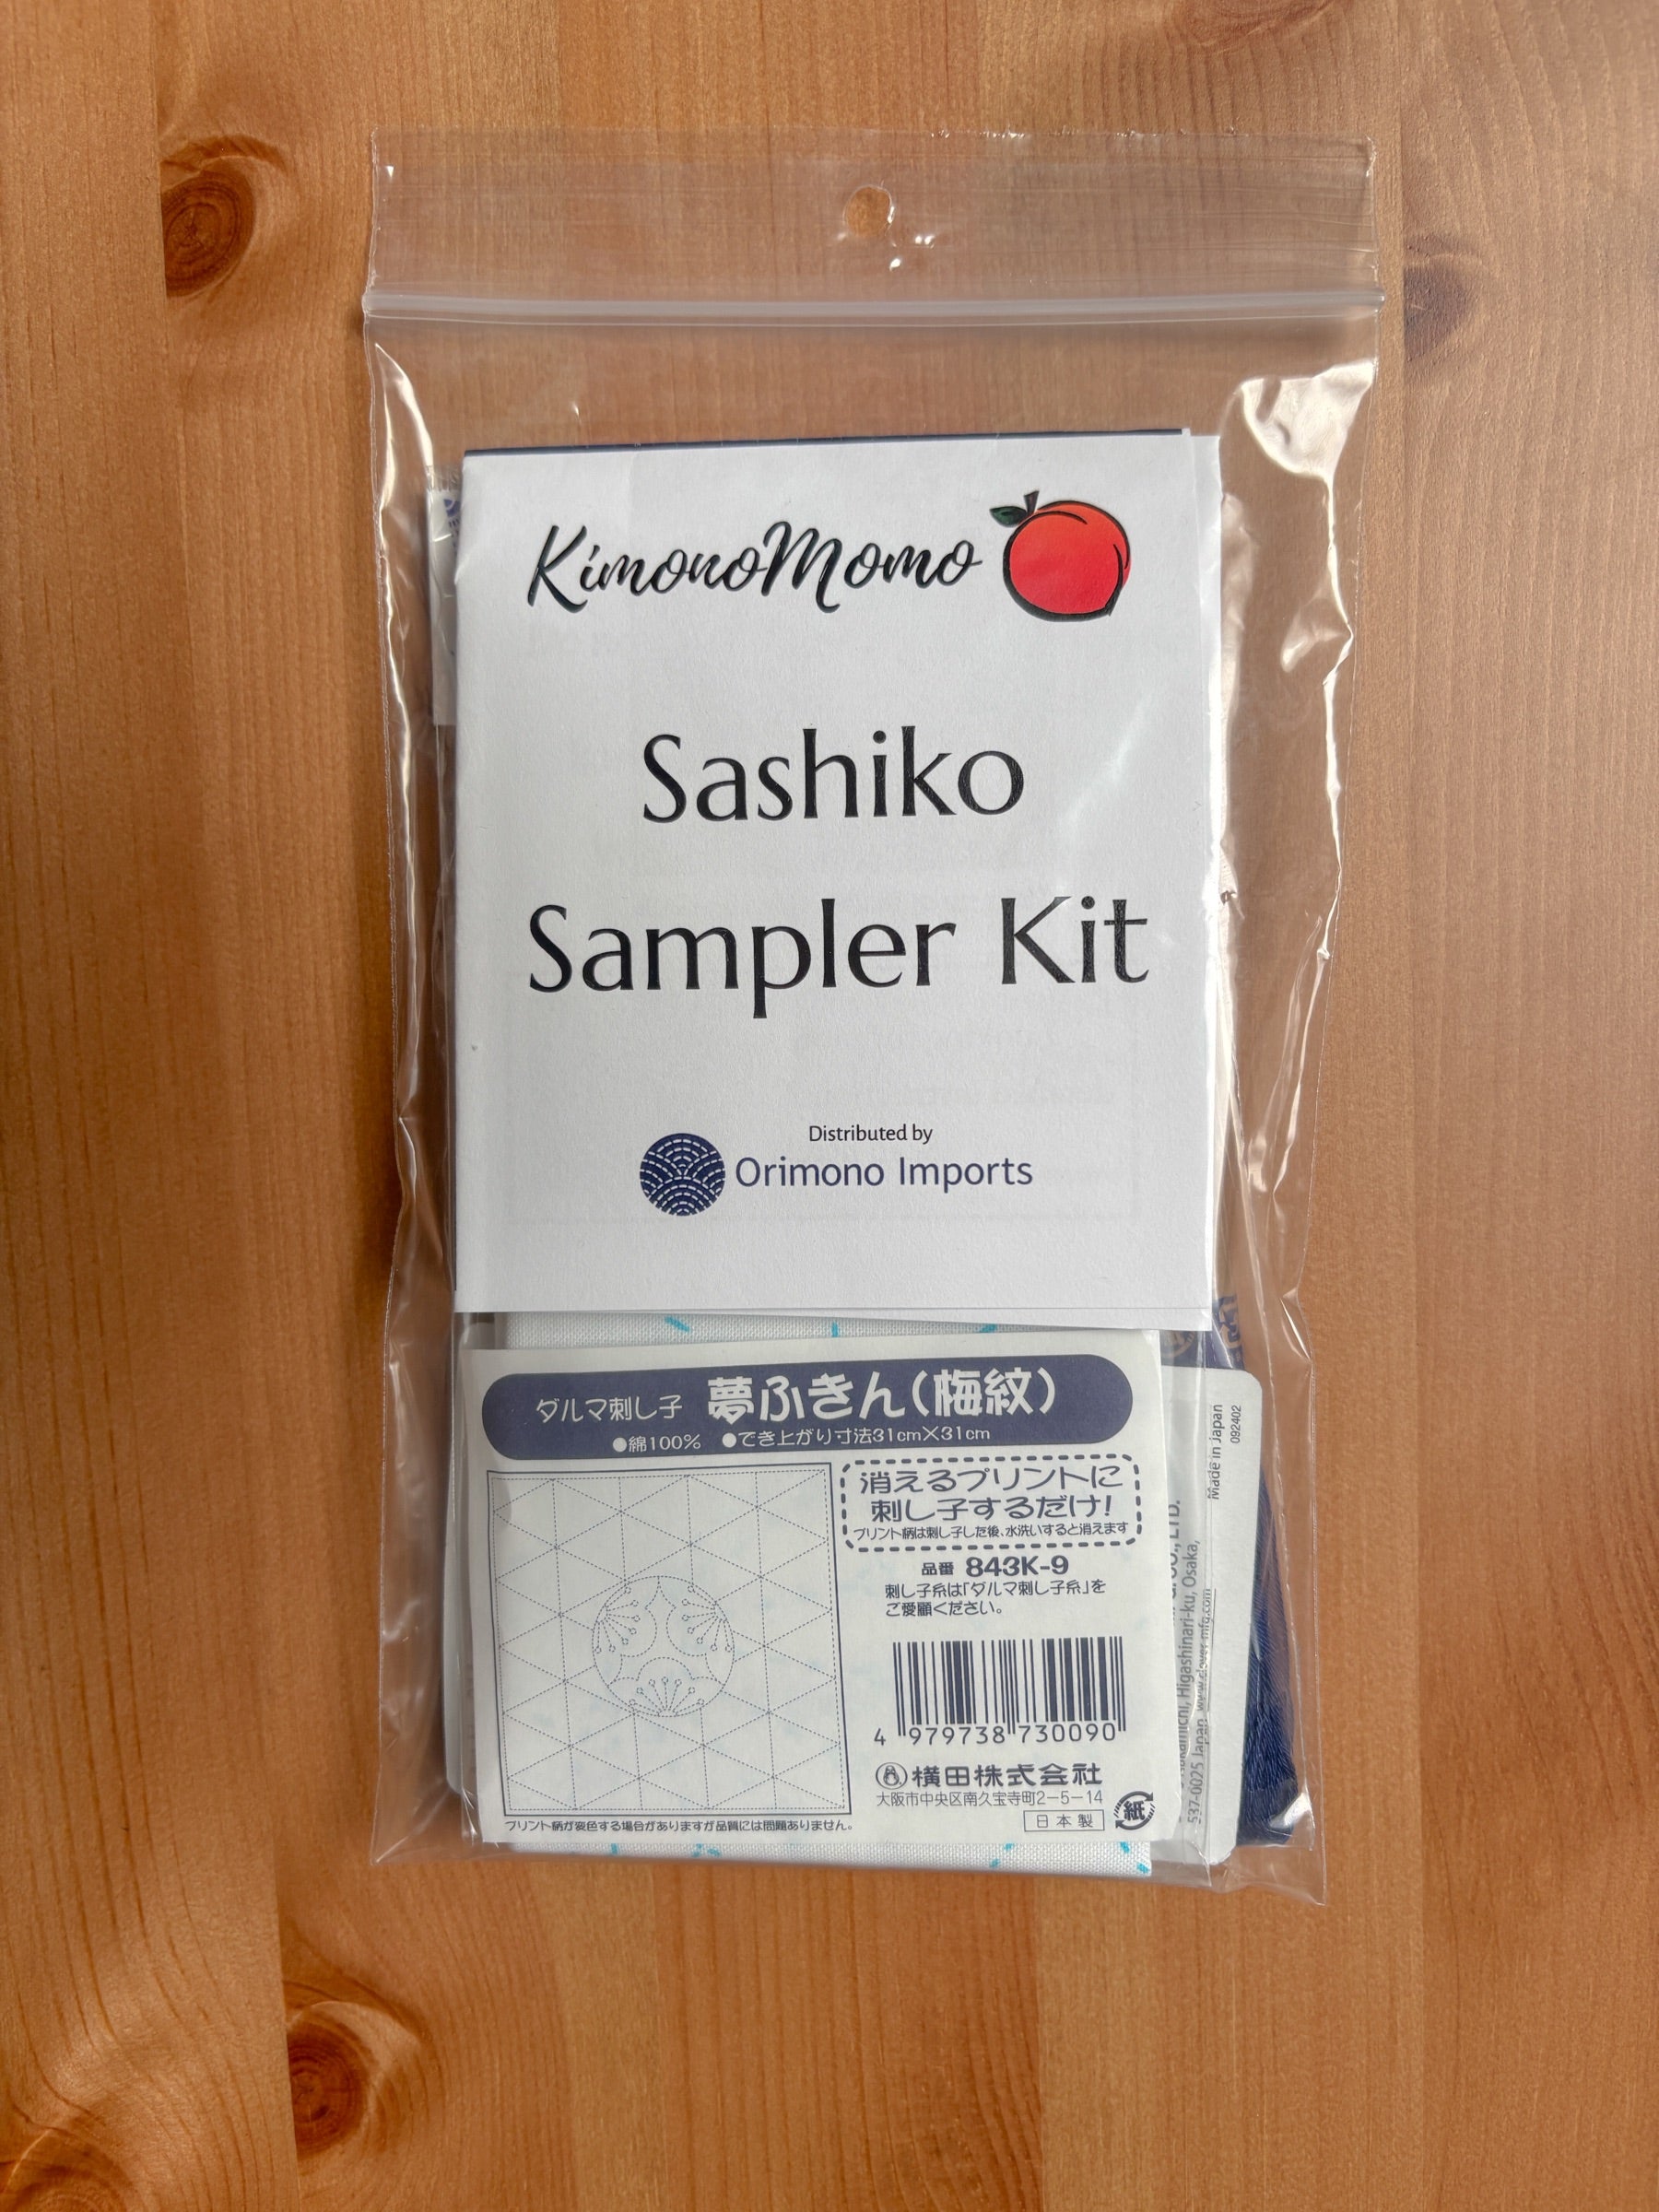 KimonoMomo
Sashiko
Sampler Kit
Distributed by
Orimono Imports
ダルマ刺し子 夢ふきん(梅紋)
●綿100% ●でき上がり寸法31cm×31cm
消えるプリントに
刺し子するだけ!
プリント柄は刺し子した後、水洗いすると消えます
品番 843K-9
刺し子糸は「ダルマ刺し子糸」を
ご愛顧ください。
4 979738 730090
横田株式会社
大阪市中央区南久宝寺町2-5-14
日本製
紙
プリント柄が変色する場合がありますが品質には問題ありません。
Made in Japan
092402
CO., LTD.
Higashinari-ku, Osaka,
537-0025 Japan www.clover-mfg.com